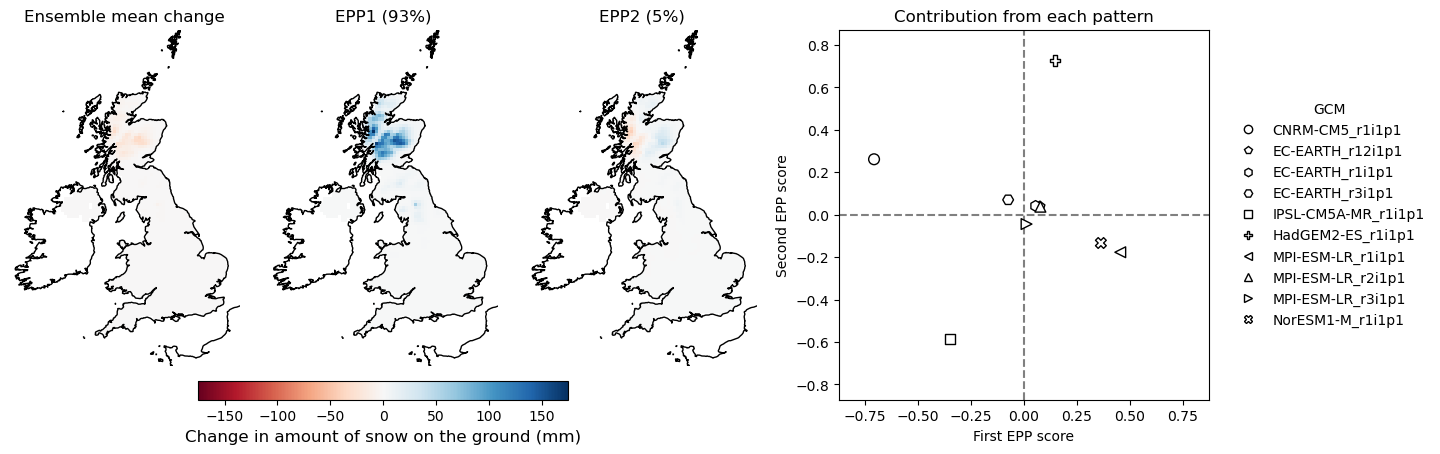 Ensemble mean change
EPP1 (93%)
EPP2 (5%)
−150 −100 −50 0 50 100 150
Change in amount of snow on the ground (mm)
Contribution from each pattern
0.8
0.6
0.4
0.2
0.0
−0.2
−0.4
−0.6
−0.8
Second EPP score
−0.75 −0.50 −0.25 0.00 0.25 0.50 0.75
First EPP score
GCM
CNRM-CM5_r1i1p1
EC-EARTH_r12i1p1
EC-EARTH_r1i1p1
EC-EARTH_r3i1p1
IPSL-CM5A-MR_r1i1p1
HadGEM2-ES_r1i1p1
MPI-ESM-LR_r1i1p1
MPI-ESM-LR_r2i1p1
MPI-ESM-LR_r3i1p1
NorESM1-M_r1i1p1